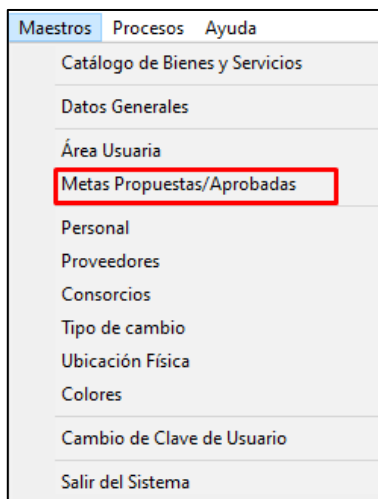 Maestros Procesos Ayuda
Catálogo de Bienes y Servicios
Datos Generales
Área Usuaria
Metas Propuestas/Aprobadas
Personal
Proveedores
Consorcios
Tipo de cambio
Ubicación Física
Colores
Cambio de Clave de Usuario
Salir del Sistema